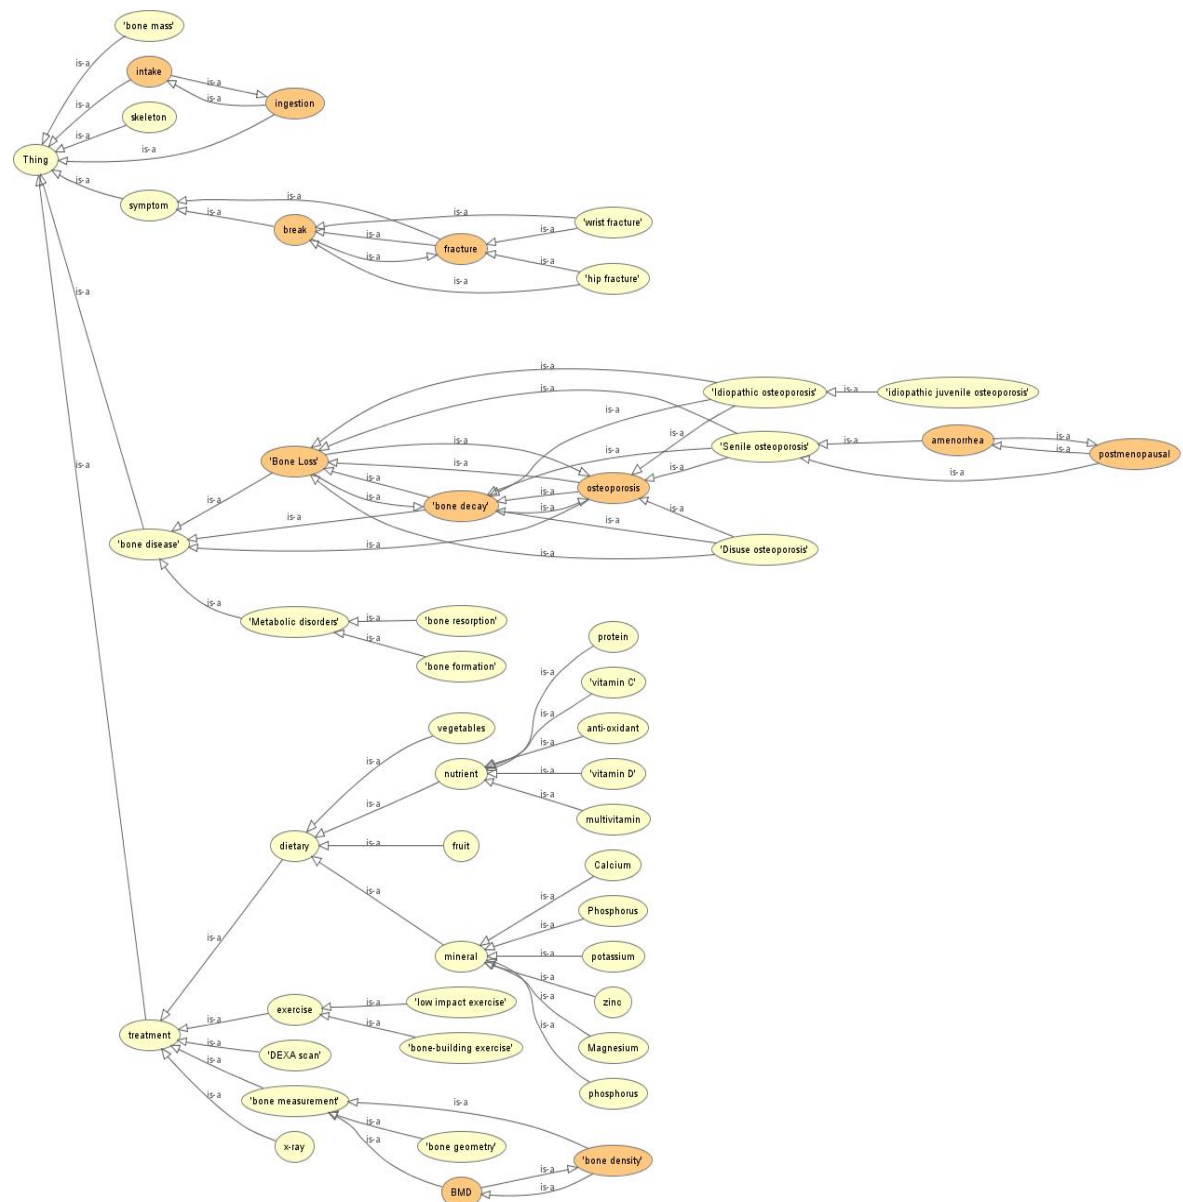 'bone mass'
is-a
intake
is-a
is-a
ingestion
is-a
skeleton
is-a
Thing
is-a
is-a
symptom
is-a
is-a
break
is-a
'wrist fracture'
is-a
is-a
fracture
is-a
is-a
'hip fracture'
is-a
is-a
is-a
'Idiopathic osteoporosis'
is-a
'idiopathic juvenile osteoporosis'
is-a
is-a
is-a
'Senile osteoporosis'
is-a
amenorrhea
is-a
is-a
postmenopausal
is-a
'Bone Loss'
is-a
is-a
is-a
is-a
is-a
osteoporosis
is-a
is-a
is-a
'bone decay'
is-a
is-a
is-a
is-a
is-a
'bone disease'
is-a
is-a
'Disuse osteoporosis'
is-a
'Metabolic disorders'
is-a
'bone resorption'
is-a
'bone formation'
is-a
protein
is-a
'vitamin C'
is-a
vegetables
is-a
anti-oxidant
is-a
nutrient
is-a
'vitamin D'
is-a
multivitamin
is-a
dietary
is-a
fruit
is-a
Calcium
is-a
Phosphorus
is-a
mineral
is-a
potassium
is-a
zinc
is-a
Magnesium
is-a
phosphorus
is-a
exercise
is-a
'low impact exercise'
is-a
'bone-building exercise'
treatment
is-a
'DEXA scan'
is-a
'bone measurement'
is-a
is-a
x-ray
is-a
'bone geometry'
is-a
'bone density'
is-a
is-a
BMD